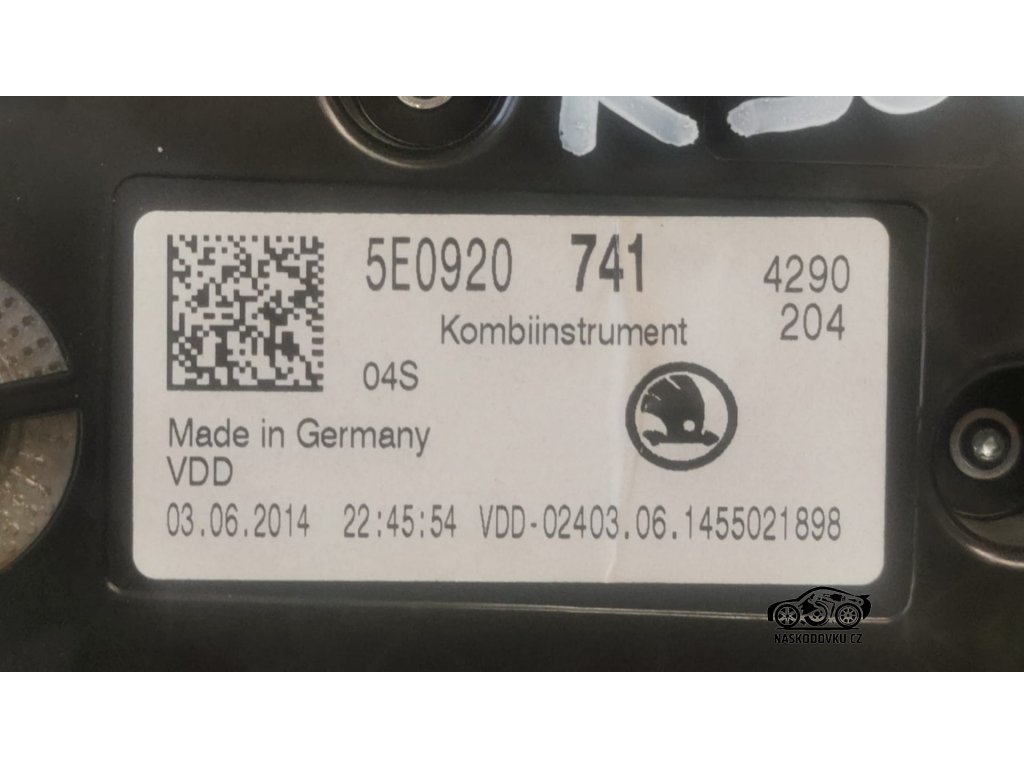 5E0920 741 4290
Kombiinstrument 204
04S
Made in Germany
VDD
03.06.2014 22:45:54 VDD-02403.06.1455021898
NASKODOVKU.CZ